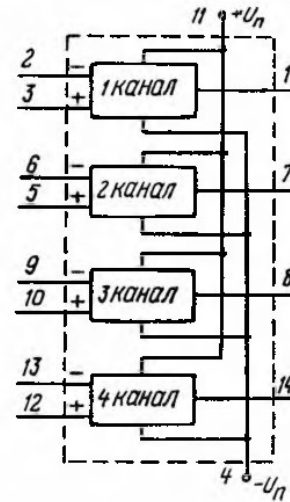 11 +Uп
2 − 1 канал 1
3 +
6 − 2 канал 7
5 +
9 − 3 канал 8
10 +
13 − 4 канал 14
12 +
4 −Uп